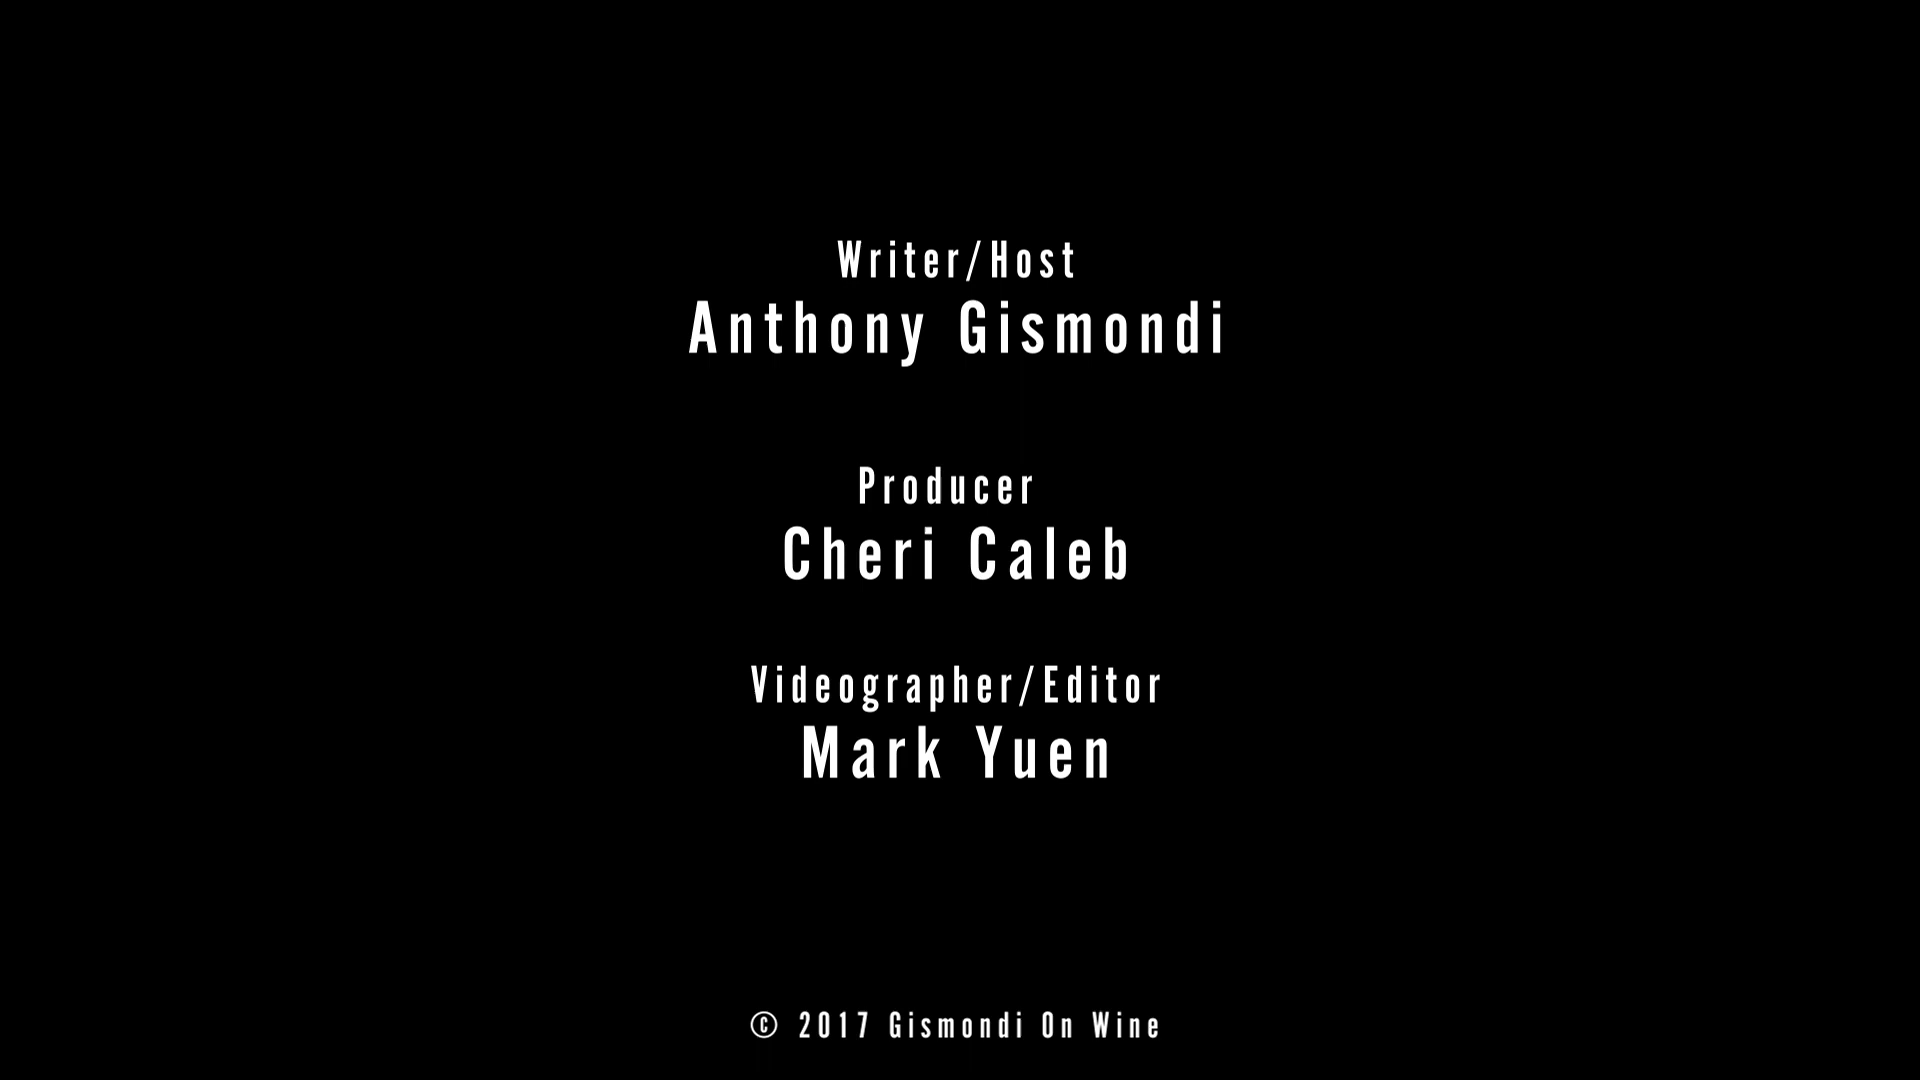 Writer/Host
Anthony Gismondi
Producer
Cheri Caleb
Videographer/Editor
Mark Yuen
© 2017 Gismondi On Wine